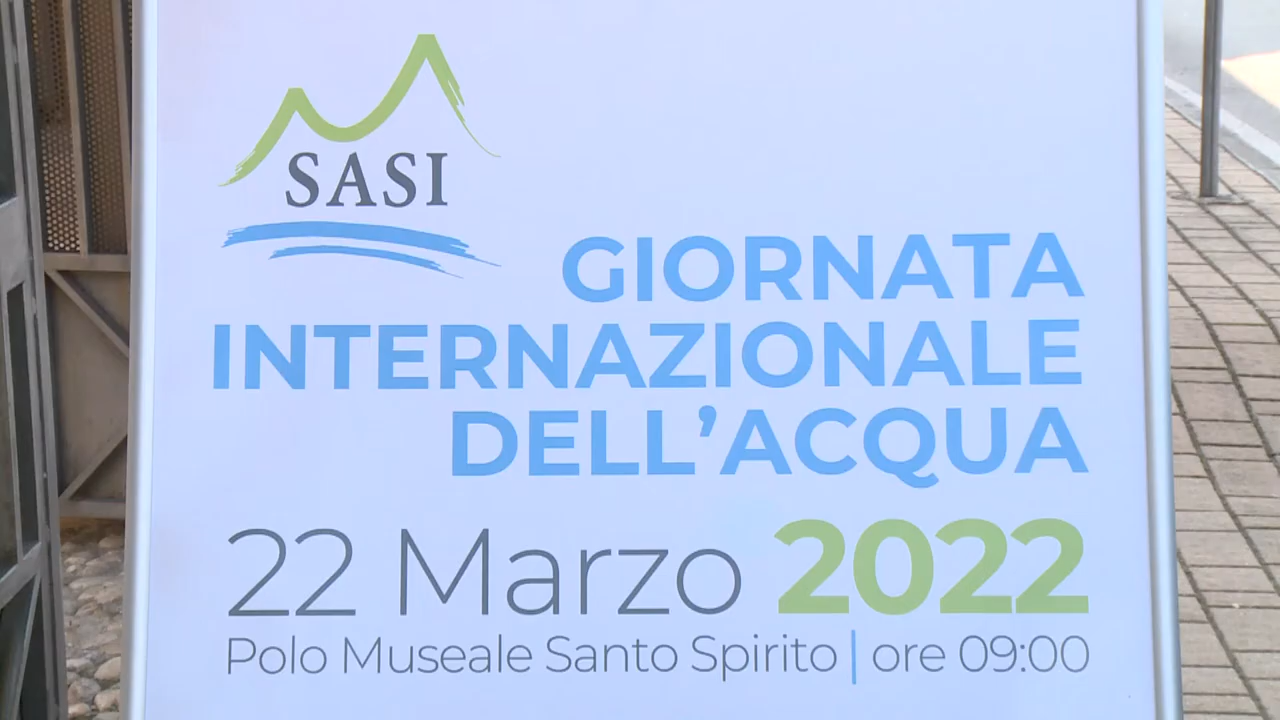 SASI
GIORNATA
INTERNAZIONALE
DELL’ACQUA
22 Marzo 2022
Polo Museale Santo Spirito | ore 09:00